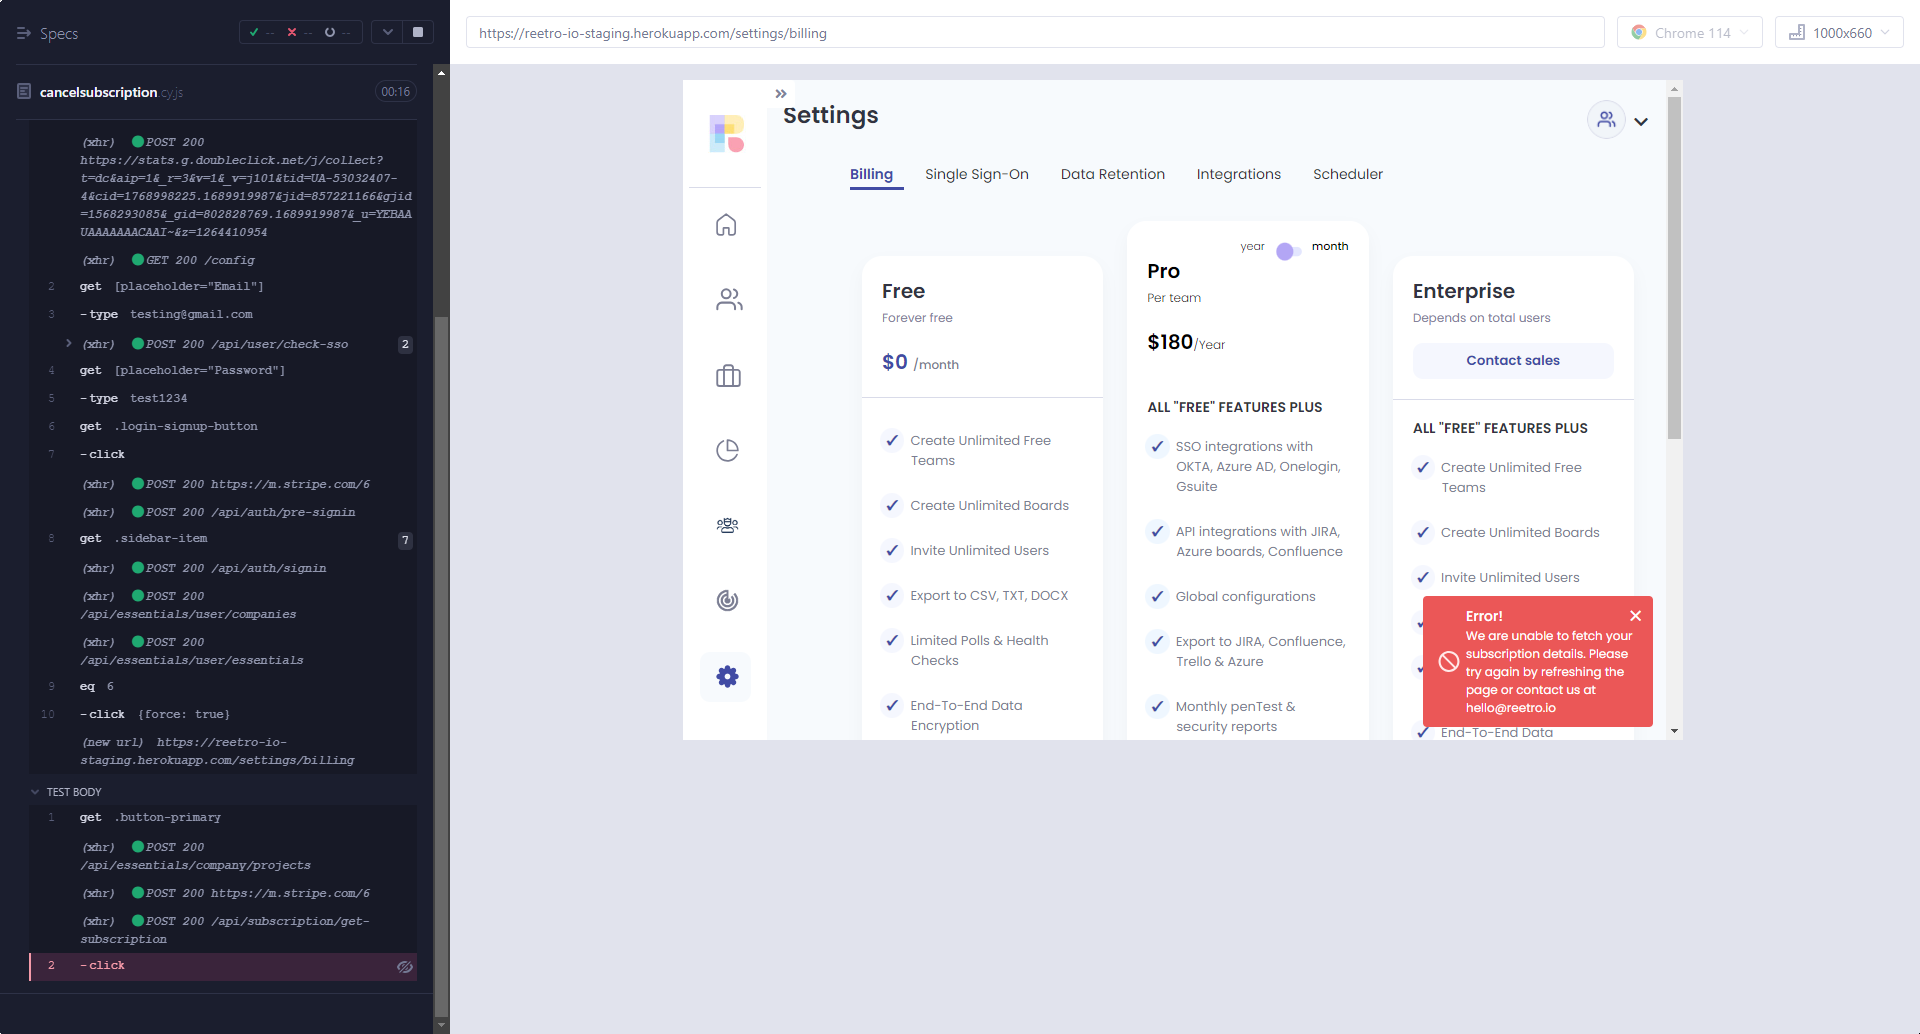 Specs
-- -- --
https://reetro-io-staging.herokuapp.com/settings/billing
Chrome 114
1000x660
cancelsubscription.cy.js
00:16
(xhr) POST 200
https://stats.g.doubleclick.net/j/collect?
t=dc&aip=1&_r=3&v=1&_v=j101&tid=UA-53032407-
4&cid=1768998225.1689919987&jid=857221166&gjid
=1568293085&_gid=802828769.1689919987&_u=YEBAA
UAAAAAAACAAI~&z=1264410954
(xhr) GET 200 /config
2 get [placeholder="Email"]
3 -type testing@gmail.com
(xhr) POST 200 /api/user/check-sso 2
4 get [placeholder="Password"]
5 -type test1234
6 get .login-signup-button
7 -click
(xhr) POST 200 https://m.stripe.com/6
(xhr) POST 200 /api/auth/pre-signin
8 get .sidebar-item 7
(xhr) POST 200 /api/auth/signin
(xhr) POST 200
/api/essentials/user/companies
(xhr) POST 200
/api/essentials/user/essentials
9 eq 6
10 -click {force: true}
(new url) https://reetro-io-
staging.herokuapp.com/settings/billing
TEST BODY
1 get .button-primary
(xhr) POST 200
/api/essentials/company/projects
(xhr) POST 200 https://m.stripe.com/6
(xhr) POST 200 /api/subscription/get-
subscription
2 -click
Settings
Billing
Single Sign-On
Data Retention
Integrations
Scheduler
Free
Forever free
$0 /month
Create Unlimited Free
Teams
Create Unlimited Boards
Invite Unlimited Users
Export to CSV, TXT, DOCX
Limited Polls & Health
Checks
End-To-End Data
Encryption
year month
Pro
Per team
$180/Year
ALL "FREE" FEATURES PLUS
SSO integrations with
OKTA, Azure AD, Onelogin,
Gsuite
API integrations with JIRA,
Azure boards, Confluence
Global configurations
Export to JIRA, Confluence,
Trello & Azure
Monthly penTest &
security reports
Enterprise
Depends on total users
Contact sales
ALL "FREE" FEATURES PLUS
Create Unlimited Free
Teams
Create Unlimited Boards
Invite Unlimited Users
Error!
We are unable to fetch your
subscription details. Please
try again by refreshing the
page or contact us at
hello@reetro.io
End-To-End Data